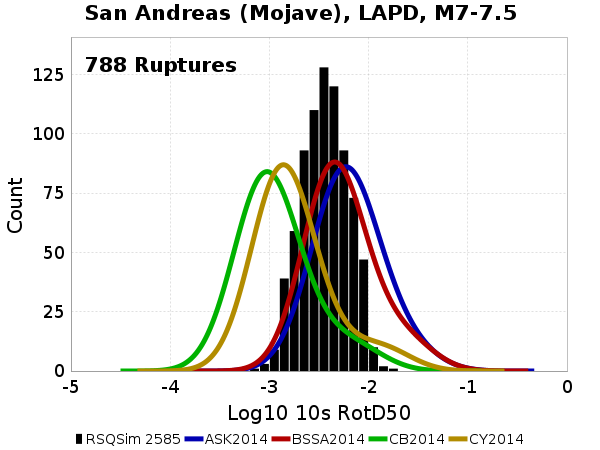 San Andreas (Mojave), LAPD, M7-7.5
788 Ruptures
125
100
75
50
25
0
Count
-5 -4 -3 -2 -1 0
Log10 10s RotD50
RSQSim 2585 ASK2014 BSSA2014 CB2014 CY2014